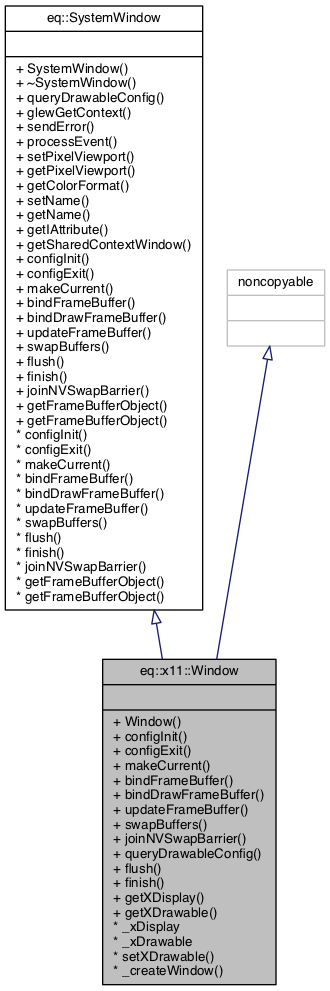 eq::SystemWindow
+ SystemWindow()
+ ~SystemWindow()
+ queryDrawableConfig()
+ glewGetContext()
+ sendError()
+ processEvent()
+ setPixelViewport()
+ getPixelViewport()
+ getColorFormat()
+ setName()
+ getName()
+ getIAttribute()
+ getSharedContextWindow()
+ configInit()
+ configExit()
+ makeCurrent()
+ bindFrameBuffer()
+ bindDrawFrameBuffer()
+ updateFrameBuffer()
+ swapBuffers()
+ flush()
+ finish()
+ joinNVSwapBarrier()
+ getFrameBufferObject()
+ getFrameBufferObject()
* configInit()
* configExit()
* makeCurrent()
* bindFrameBuffer()
* bindDrawFrameBuffer()
* updateFrameBuffer()
* swapBuffers()
* flush()
* finish()
* joinNVSwapBarrier()
* getFrameBufferObject()
* getFrameBufferObject()
noncopyable
eq::x11::Window
+ Window()
+ configInit()
+ configExit()
+ makeCurrent()
+ bindFrameBuffer()
+ bindDrawFrameBuffer()
+ updateFrameBuffer()
+ swapBuffers()
+ joinNVSwapBarrier()
+ queryDrawableConfig()
+ flush()
+ finish()
+ getXDisplay()
+ getXDrawable()
* _xDisplay
* _xDrawable
* setXDrawable()
* _createWindow()